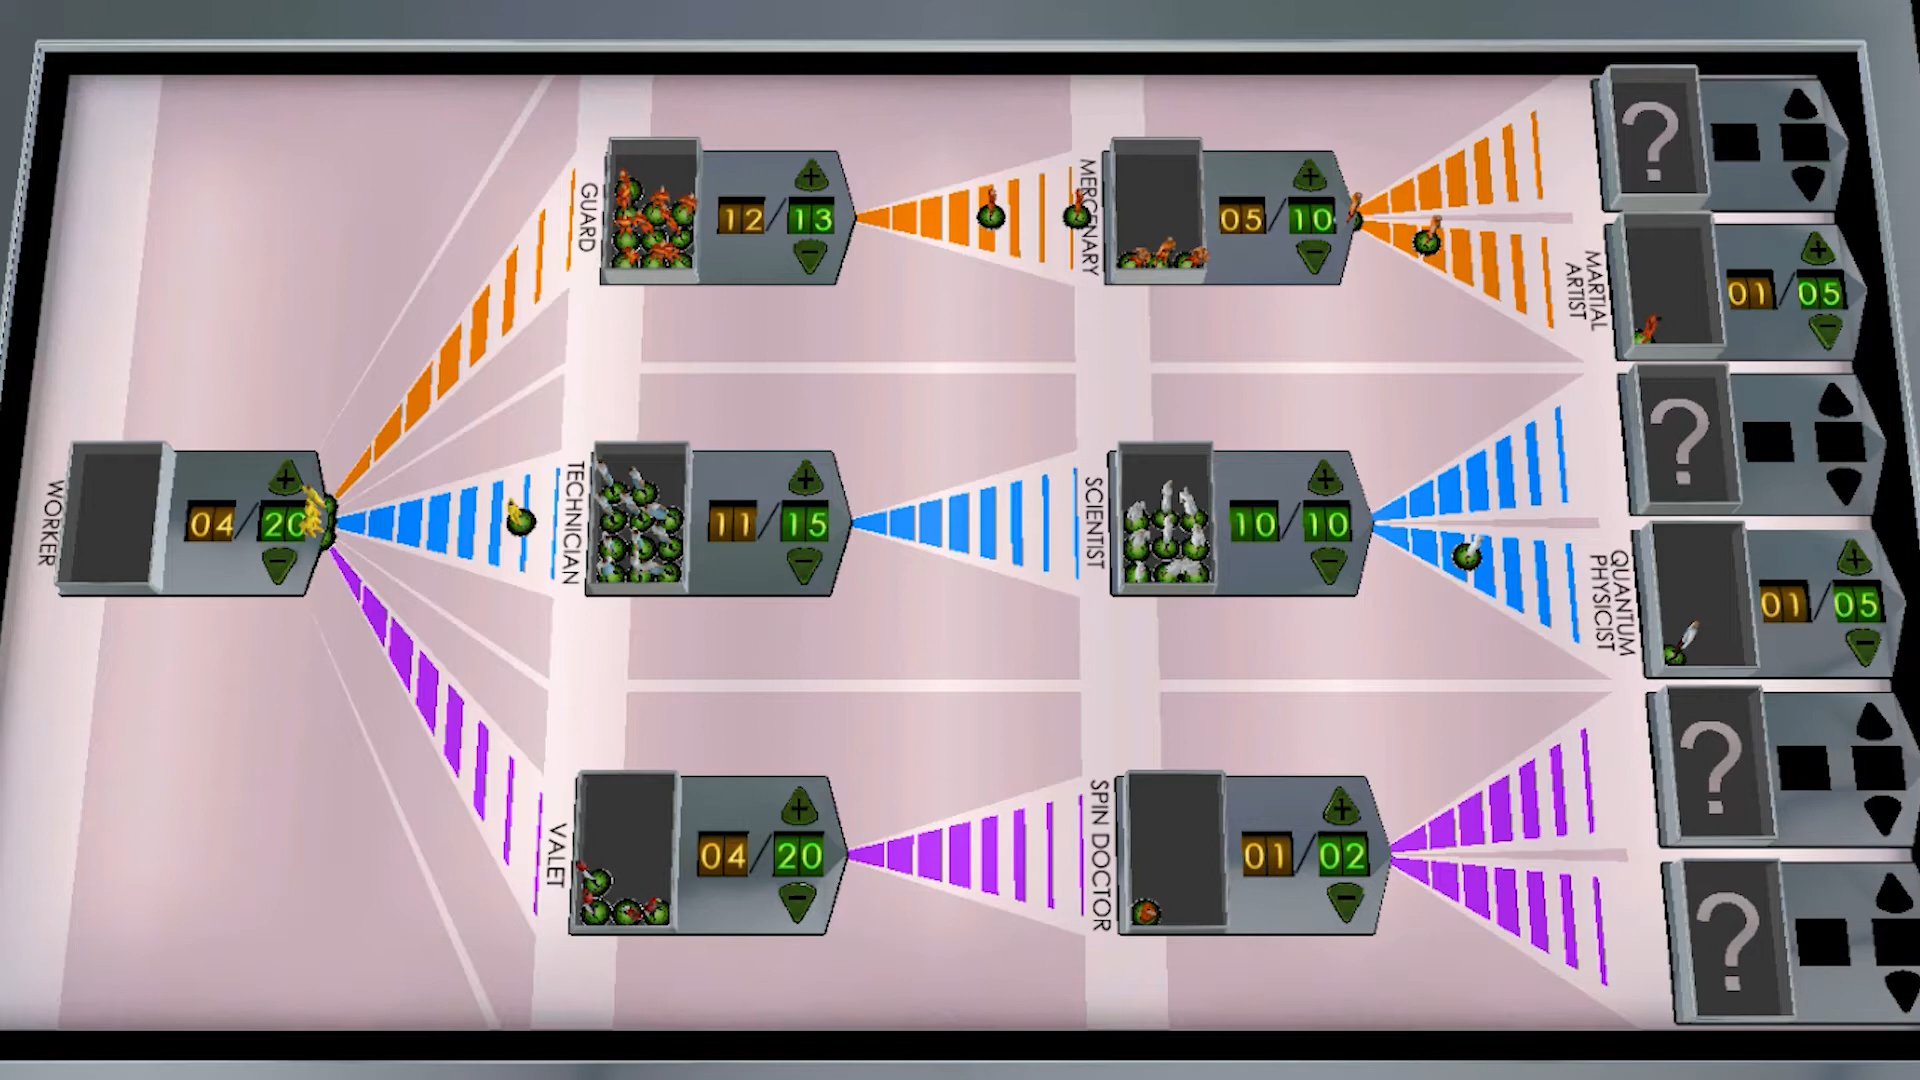 WORKER
04/20
GUARD
12/13
TECHNICIAN
11/15
VALET
04/20
MERCENARY
05/10
SCIENTIST
10/10
SPIN DOCTOR
01/02
?
MARTIAL
ARTIST
01/05
?
QUANTUM
PHYSICIST
01/05
?
?